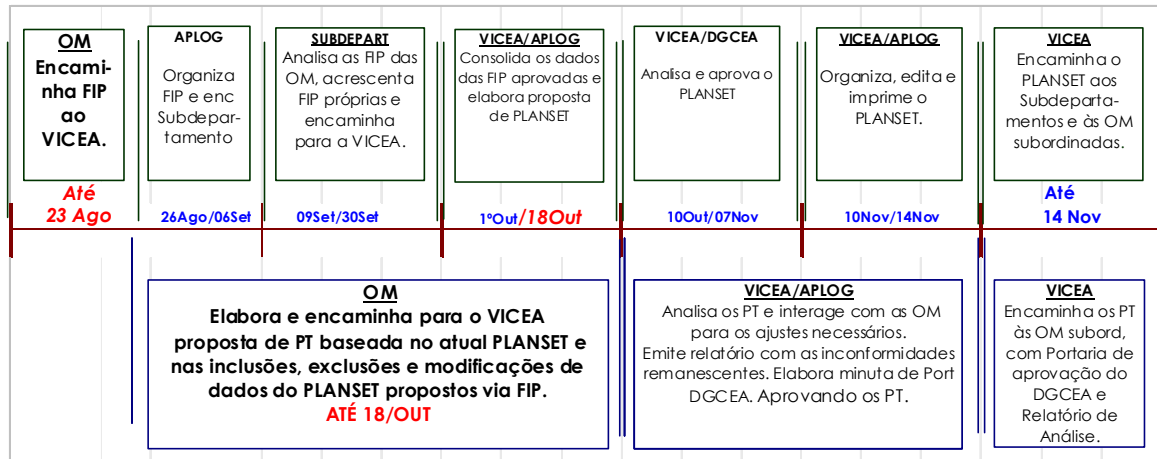 OM
Encami-
nha FIP
ao
VICEA.
Até
23 Ago
APLOG
Organiza
FIP e enc
Subdepar-
tamento
26Ago/06Set
SUBDEPART
Analisa as FIP das
OM, acrescenta
FIP próprias e
encaminha
para a VICEA.
09Set/30Set
VICEA/APLOG
Consolida os dados
das FIP aprovadas e
elabora proposta
de PLANSET
1ºOut/18Out
VICEA/DGCEA
Analisa e aprova o
PLANSET
10Out/07Nov
VICEA/APLOG
Organiza, edita e
imprime o
PLANSET.
10Nov/14Nov
VICEA
Encaminha o
PLANSET aos
Subdeparta-
mentos e às OM
subordinadas.
Até
14 Nov
OM
Elabora e encaminha para o VICEA
proposta de PT baseada no atual PLANSET e
nas inclusões, exclusões e modificações de
dados do PLANSET propostos via FIP.
ATÉ 18/OUT
VICEA/APLOG
Analisa os PT e interage com as OM
para os ajustes necessários.
Emite relatório com as inconformidades
remanescentes. Elabora minuta de Port
DGCEA. Aprovando os PT.
VICEA
Encaminha os PT
às OM subord,
com Portaria de
aprovação do
DGCEA e
Relatório de
Análise.